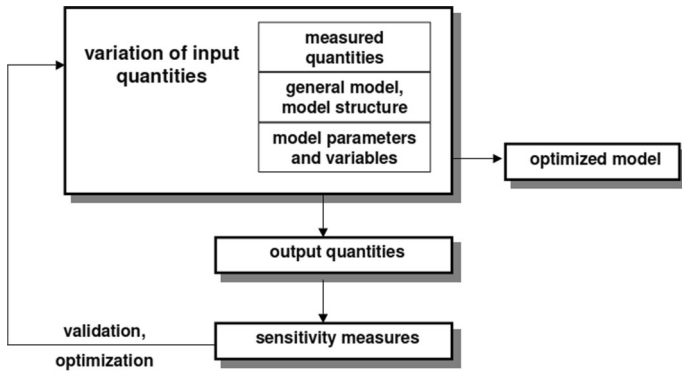 variation of input
quantities
measured
quantities
general model,
model structure
model parameters
and variables
optimized model
output quantities
sensitivity measures
validation,
optimization